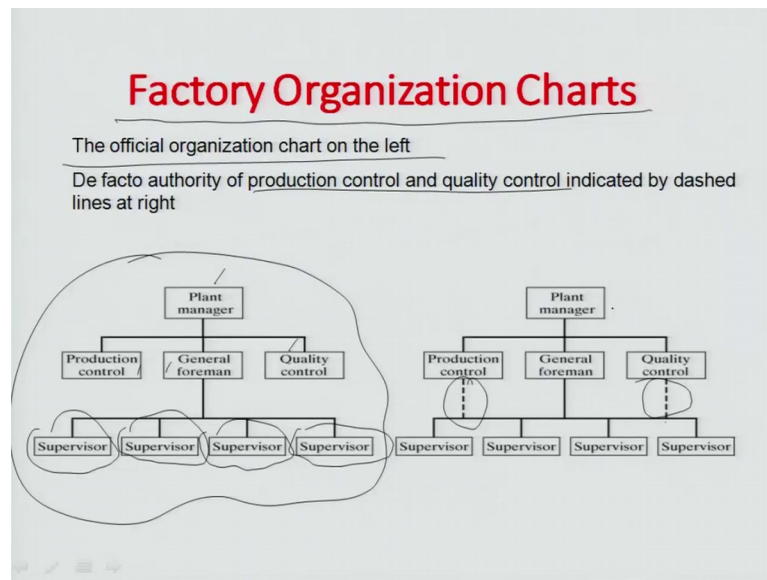 Factory Organization Charts
The official organization chart on the left
De facto authority of production control and quality control indicated by dashed
lines at right
Plant
manager
Production
control
General
foreman
Quality
control
Supervisor
Supervisor
Supervisor
Supervisor
Plant
manager
Production
control
General
foreman
Quality
control
Supervisor
Supervisor
Supervisor
Supervisor